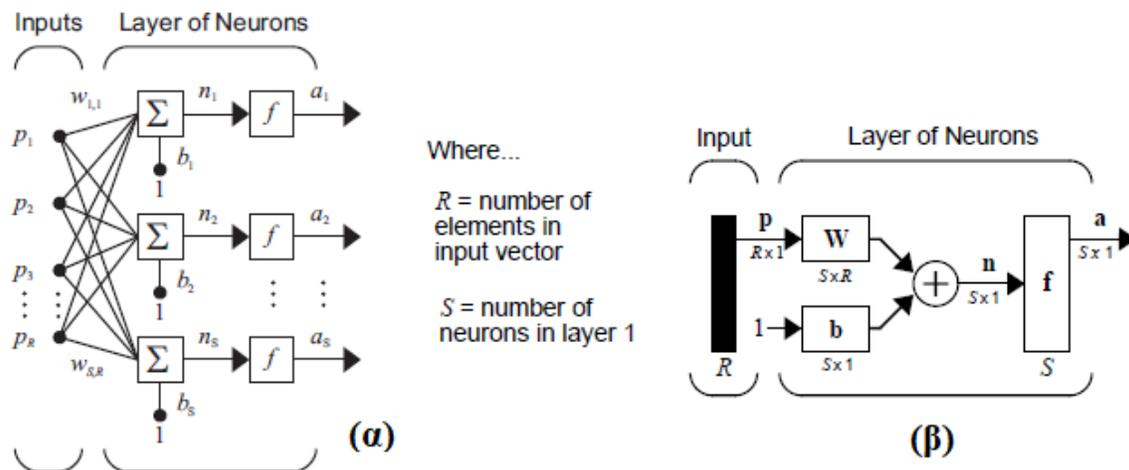 Inputs Layer of Neurons
w1,1 n1 a1
p1 Σ f
b1
1
p2 n2 a2
Σ f
p3 b2
1
pR nS aS
wS,R Σ f
bS
1
(α)
Where...
R = number of
elements in
input vector
S = number of
neurons in layer 1
Input Layer of Neurons
p W n a
R x 1 S x R S x 1 S x 1
+ f
1 b
R S x 1 S
(β)